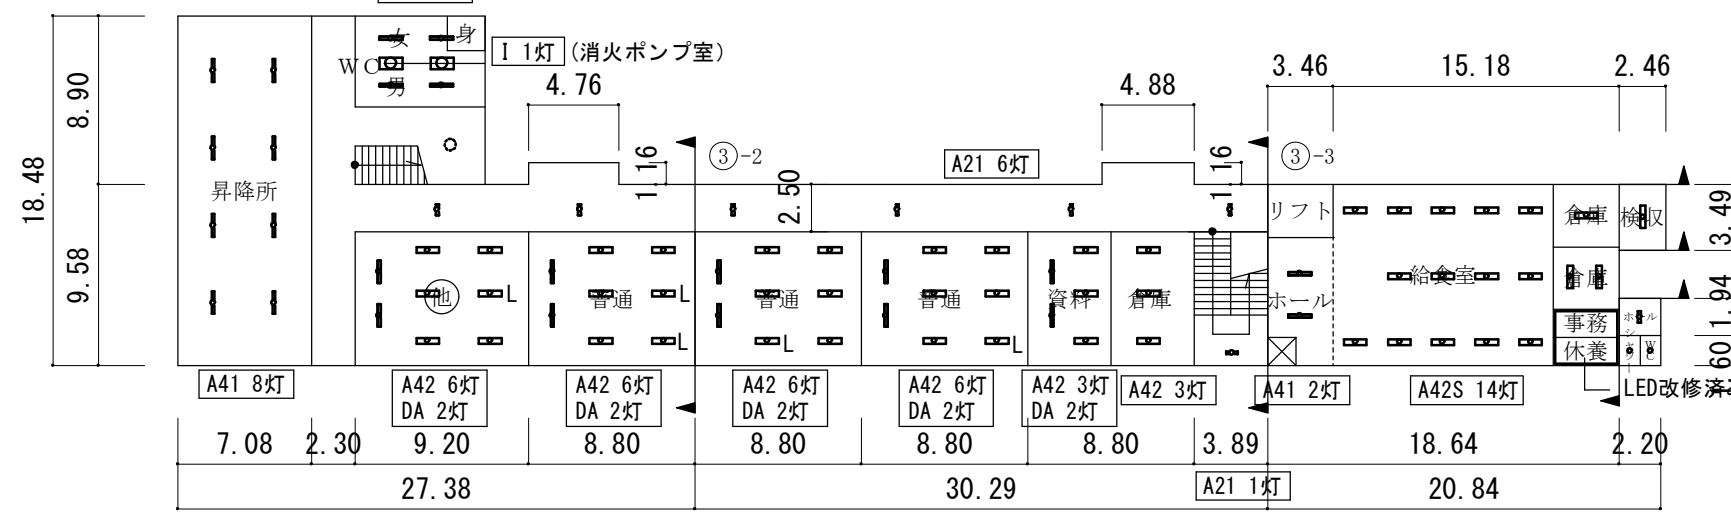 女
身
I 1灯
(消火ポンプ室)
WC
男
8.90
18.48
9.58
4.76
4.88
3.46
15.18
2.46
1.16
③-2
A21 6灯
1.16
③-3
2.50
昇降所
リフト
倉庫
検収
3.49
他
L
普通
L
普通
普通
資料
倉庫
ホール
給食室
倉庫
1.94
L
L
L
事務
ホール
休養
WC
LED改修済
A41 8灯
A42 6灯
DA 2灯
A42 6灯
DA 2灯
A42 6灯
DA 2灯
A42 6灯
DA 2灯
A42 3灯
DA 2灯
A42 3灯
A41 2灯
A42S 14灯
7.08
2.30
9.20
8.80
8.80
8.80
8.80
3.89
18.64
2.20
27.38
30.29
A21 1灯
20.84